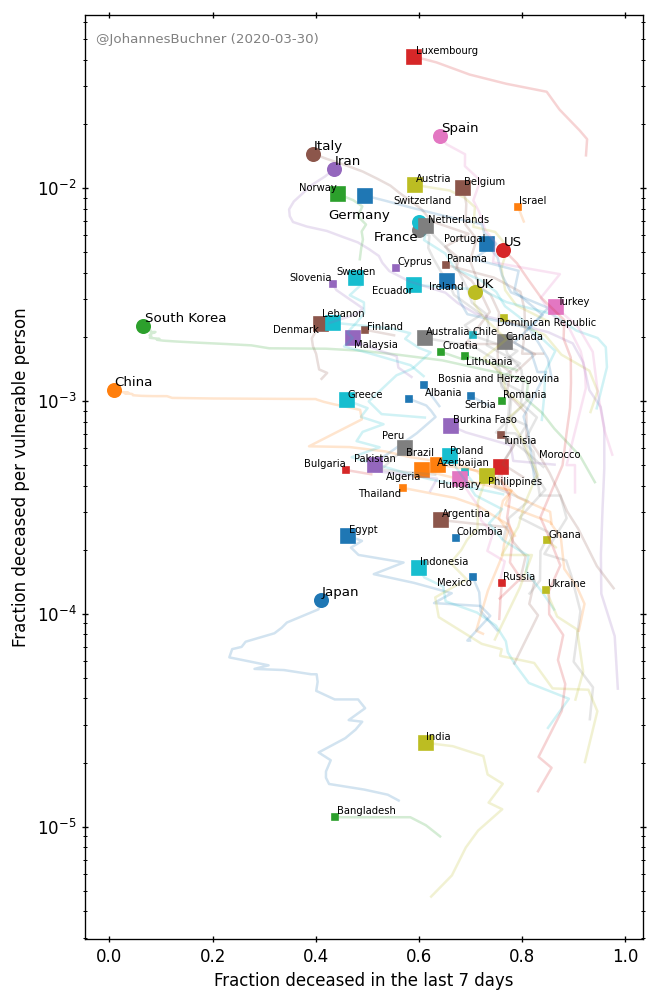 @JohannesBuchner (2020-03-30)
Luxembourg
Spain
Italy
Iran
Norway
Austria
Belgium
Switzerland
Israel
Germany
Netherlands
France
Portugal
US
Panama
Cyprus
Slovenia
Sweden
Ecuador
Ireland
UK
Turkey
Dominican Republic
South Korea
Lebanon
Denmark
Finland
Australia
Chile
Canada
Malaysia
Croatia
Lithuania
China
Bosnia and Herzegovina
Greece
Albania
Romania
Serbia
Burkina Faso
Peru
Tunisia
Brazil
Poland
Morocco
Pakistan
Azerbaijan
Bulgaria
Algeria
Hungary
Philippines
Thailand
Argentina
Egypt
Colombia
Ghana
Indonesia
Mexico
Russia
Ukraine
Japan
India
Bangladesh
10⁻²
10⁻³
10⁻⁴
10⁻⁵
Fraction deceased per vulnerable person
0.0 0.2 0.4 0.6 0.8 1.0
Fraction deceased in the last 7 days